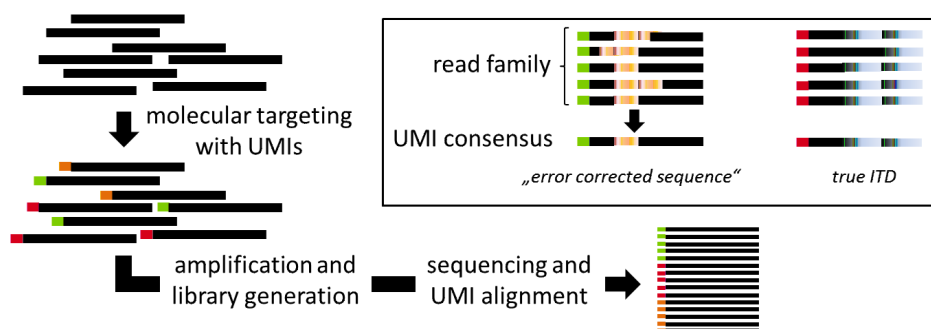 molecular targeting
with UMIs
read family
UMI consensus
„error corrected sequence“
true ITD
amplification and
library generation
sequencing and
UMI alignment